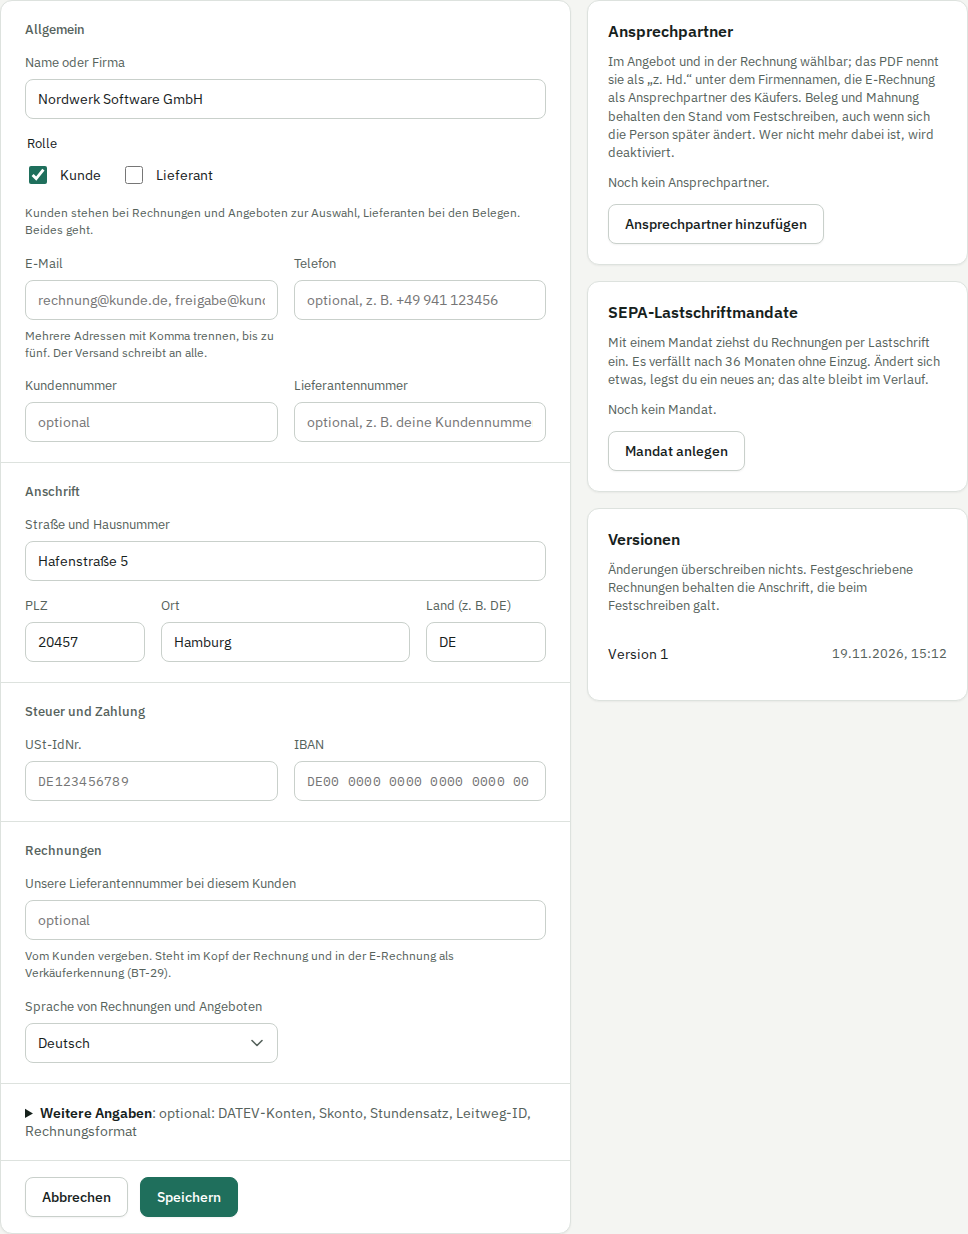 Allgemein
Name oder Firma
Nordwerk Software GmbH
Rolle
Kunde
Lieferant
Kunden stehen bei Rechnungen und Angeboten zur Auswahl, Lieferanten bei den Belegen.
Beides geht.
E-Mail
Telefon
rechnung@kunde.de, freigabe@kund
optional, z. B. +49 941 123456
Mehrere Adressen mit Komma trennen, bis zu
fünf. Der Versand schreibt an alle.
Kundennummer
Lieferantennummer
optional
optional, z. B. deine Kundennumme
Anschrift
Straße und Hausnummer
Hafenstraße 5
PLZ
Ort
Land (z. B. DE)
20457
Hamburg
DE
Steuer und Zahlung
USt-IdNr.
IBAN
DE123456789
DE00 0000 0000 0000 0000 00
Rechnungen
Unsere Lieferantennummer bei diesem Kunden
optional
Vom Kunden vergeben. Steht im Kopf der Rechnung und in der E-Rechnung als
Verkäuferkennung (BT-29).
Sprache von Rechnungen und Angeboten
Deutsch
Weitere Angaben: optional: DATEV-Konten, Skonto, Stundensatz, Leitweg-ID,
Rechnungsformat
Abbrechen
Speichern
Ansprechpartner
Im Angebot und in der Rechnung wählbar; das PDF nennt
sie als „z. Hd.“ unter dem Firmennamen, die E-Rechnung
als Ansprechpartner des Käufers. Beleg und Mahnung
behalten den Stand vom Festschreiben, auch wenn sich
die Person später ändert. Wer nicht mehr dabei ist, wird
deaktiviert.
Noch kein Ansprechpartner.
Ansprechpartner hinzufügen
SEPA-Lastschriftmandate
Mit einem Mandat ziehst du Rechnungen per Lastschrift
ein. Es verfällt nach 36 Monaten ohne Einzug. Ändert sich
etwas, legst du ein neues an; das alte bleibt im Verlauf.
Noch kein Mandat.
Mandat anlegen
Versionen
Änderungen überschreiben nichts. Festgeschriebene
Rechnungen behalten die Anschrift, die beim
Festschreiben galt.
Version 1
19.11.2026, 15:12